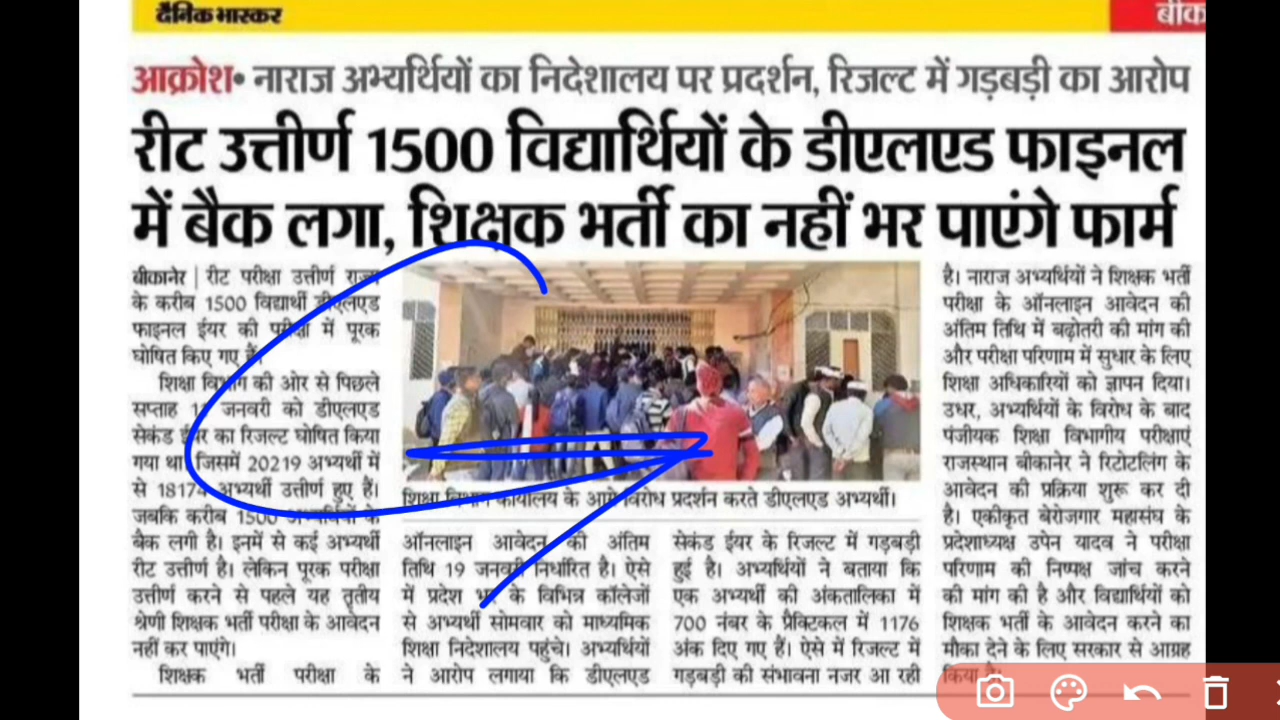 दैनिक भास्कर
आक्रोश• नाराज अभ्यर्थियों का निदेशालय पर प्रदर्शन, रिजल्ट में गड़बड़ी का आरोप
रीट उत्तीर्ण 1500 विद्यार्थियों के डीएलएड फाइनल
में बैक लगा, शिक्षक भर्ती का नहीं भर पाएंगे फार्म
बीकानेर | रीट परीक्षा उत्तीर्ण राज्य
के करीब 1500 विद्यार्थी डीएलएड
फाइनल ईयर की परीक्षा में पूरक
घोषित किए गए हैं।
शिक्षा विभाग की ओर से पिछले
सप्ताह जनवरी को डीएलएड
सेकंड ईयर का रिजल्ट घोषित किया
गया था। जिसमें 20219 अभ्यर्थी में
से 18174 अभ्यर्थी उत्तीर्ण हुए हैं।
जबकि करीब 1500 अभ्यर्थियों के
बैक लगी है। इनमें से कई अभ्यर्थी
रीट उत्तीर्ण है। लेकिन पूरक परीक्षा
उत्तीर्ण करने से पहले यह तृतीय
श्रेणी शिक्षक भर्ती परीक्षा के आवेदन
नहीं कर पाएंगे।
शिक्षक भर्ती परीक्षा के
शिक्षा विभाग कार्यालय के आगे विरोध प्रदर्शन करते डीएलएड अभ्यर्थी।
ऑनलाइन आवेदन की अंतिम
तिथि 19 जनवरी निर्धारित है। ऐसे
में प्रदेश भर के विभिन्न कॉलेजों
से अभ्यर्थी सोमवार को माध्यमिक
शिक्षा निदेशालय पहुंचे। अभ्यर्थियों
ने आरोप लगाया कि डीएलएड
सेकंड ईयर के रिजल्ट में गड़बड़ी
हुई है। अभ्यर्थियों ने बताया कि
एक अभ्यर्थी की अंकतालिका में
700 नंबर के प्रैक्टिकल में 1176
अंक दिए गए हैं। ऐसे में रिजल्ट में
गड़बड़ी की संभावना नजर आ रही
है। नाराज अभ्यर्थियों ने शिक्षक भर्ती
परीक्षा के ऑनलाइन आवेदन की
अंतिम तिथि में बढ़ोतरी की मांग की
और परीक्षा परिणाम में सुधार के लिए
शिक्षा अधिकारियों को ज्ञापन दिया।
उधर, अभ्यर्थियों के विरोध के बाद
पंजीयक शिक्षा विभागीय परीक्षाएं
राजस्थान बीकानेर ने रिटोटलिंग के
आवेदन की प्रक्रिया शुरू कर दी
है। एकीकृत बेरोजगार महासंघ के
प्रदेशाध्यक्ष उपेन यादव ने परीक्षा
परिणाम की निष्पक्ष जांच करने
की मांग की है और विद्यार्थियों को
शिक्षक भर्ती के आवेदन करने का
मौका देने के लिए सरकार से आग्रह
किया है।